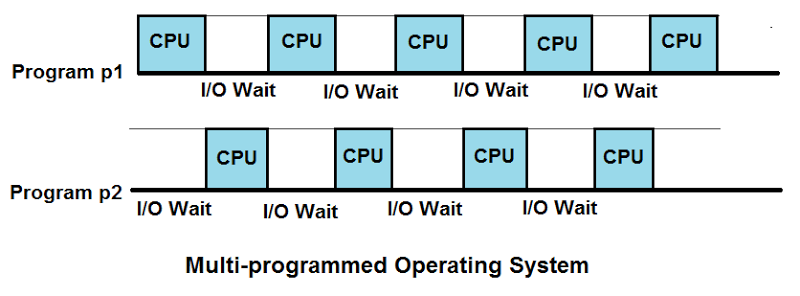 CPU CPU CPU CPU CPU
Program p1
I/O Wait I/O Wait I/O Wait I/O Wait
CPU CPU CPU CPU
Program p2
I/O Wait I/O Wait I/O Wait I/O Wait
Multi-programmed Operating System